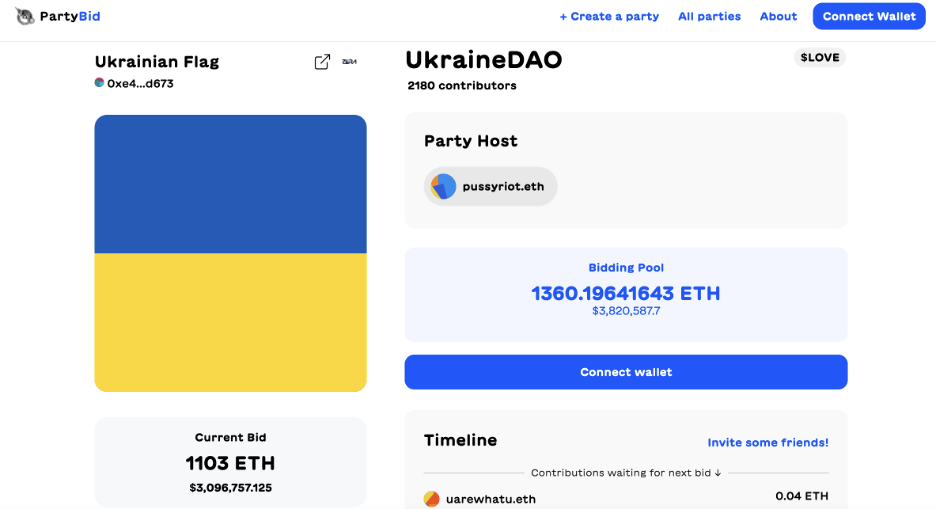 PartyBid
+ Create a party
All parties
About
Connect Wallet
Ukrainian Flag
0xe4...d673
Current Bid
1103 ETH
$3,096,757.125
UkraineDAO
$LOVE
2180 contributors
Party Host
pussyriot.eth
Bidding Pool
1360.19641643 ETH
$3,820,587.7
Connect wallet
Timeline
Invite some friends!
Contributions waiting for next bid ↓
uarewhatu.eth
0.04 ETH